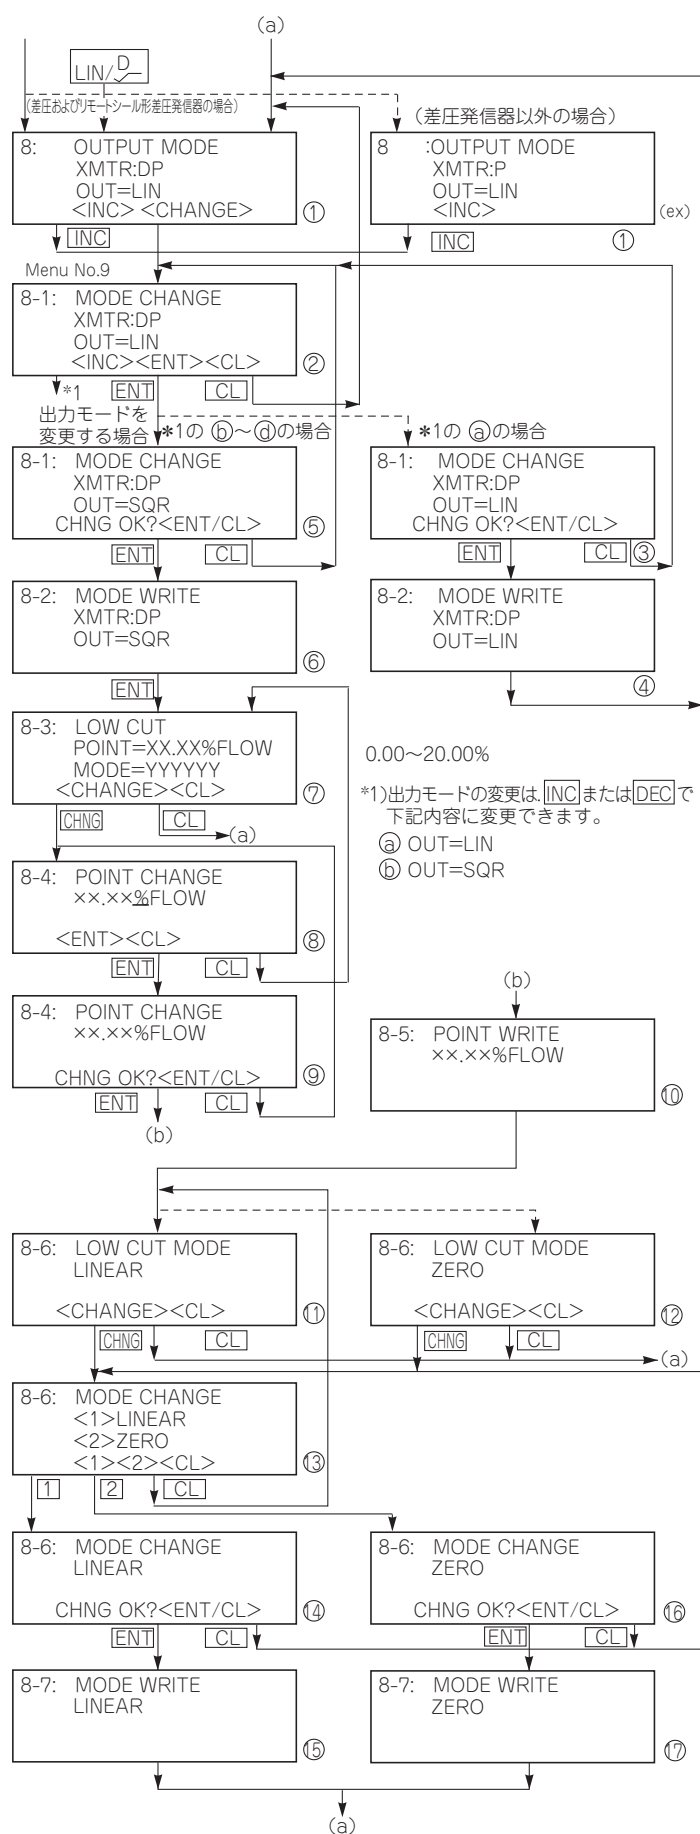 (a)
LIN/
D
(差圧およびリモートシール形差圧発信器の場合)
(差圧発信器以外の場合)
8: OUTPUT MODE
XMTR:DP
OUT=LIN
<INC> <CHANGE>
①
8 :OUTPUT MODE
XMTR:P
OUT=LIN
<INC>
(ex)
①
INC
INC
Menu No.9
8-1: MODE CHANGE
XMTR:DP
OUT=LIN
<INC><ENT><CL>
②
*1
出力モードを
変更する場合
ENT
CL
*1の ⓑ~ⓓの場合
*1の ⓐの場合
8-1: MODE CHANGE
XMTR:DP
OUT=SQR
CHNG OK?<ENT/CL>
⑤
8-1: MODE CHANGE
XMTR:DP
OUT=LIN
CHNG OK?<ENT/CL>
ENT
CL
ENT
CL
③
8-2: MODE WRITE
XMTR:DP
OUT=SQR
⑥
8-2: MODE WRITE
XMTR:DP
OUT=LIN
④
ENT
8-3: LOW CUT
POINT=XX.XX%FLOW
MODE=YYYYYY
<CHANGE><CL>
⑦
0.00~20.00%
*1)出力モードの変更は, INC または DEC で
下記内容に変更できます。
ⓐ OUT=LIN
ⓑ OUT=SQR
CHNG
CL
(a)
8-4: POINT CHANGE
××.××%FLOW
<ENT><CL>
⑧
ENT
CL
8-4: POINT CHANGE
××.××%FLOW
CHNG OK?<ENT/CL>
⑨
ENT
CL
(b)
(b)
8-5: POINT WRITE
××.××%FLOW
⑩
8-6: LOW CUT MODE
LINEAR
<CHANGE><CL>
⑪
8-6: LOW CUT MODE
ZERO
<CHANGE><CL>
⑫
CHNG
CL
CHNG
CL
(a)
8-6: MODE CHANGE
<1>LINEAR
<2>ZERO
<1><2><CL>
⑬
1
2
CL
8-6: MODE CHANGE
LINEAR
CHNG OK?<ENT/CL>
⑭
8-6: MODE CHANGE
ZERO
CHNG OK?<ENT/CL>
⑯
ENT
CL
ENT
CL
8-7: MODE WRITE
LINEAR
⑮
8-7: MODE WRITE
ZERO
⑰
(a)